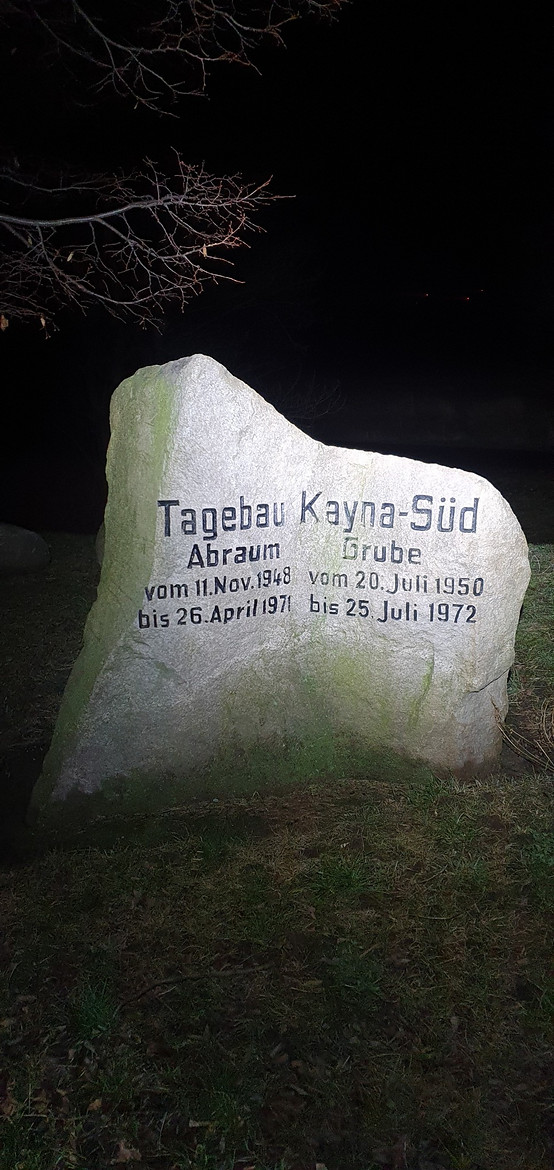 Tagebau Kayna-Süd
Abraum Grube
vom 11.Nov.1948 vom 20.Juli 1950
bis 26.April 1971 bis 25.Juli 1972